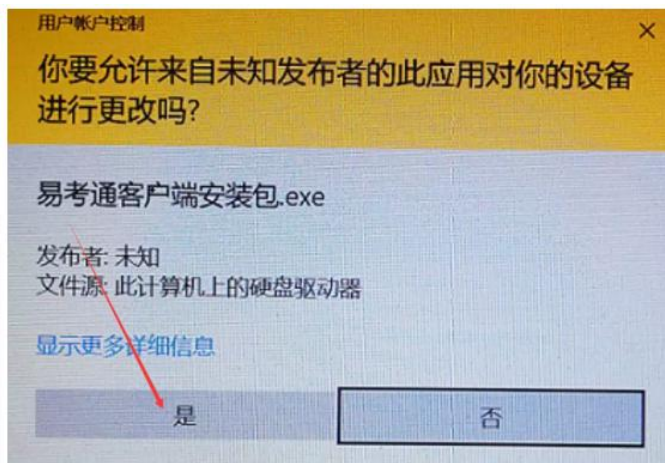 用户帐户控制
你要允许来自未知发布者的此应用对你的设备
进行更改吗?
易考通客户端安装包.exe
发布者: 未知
文件源: 此计算机上的硬盘驱动器
显示更多详细信息
是
否